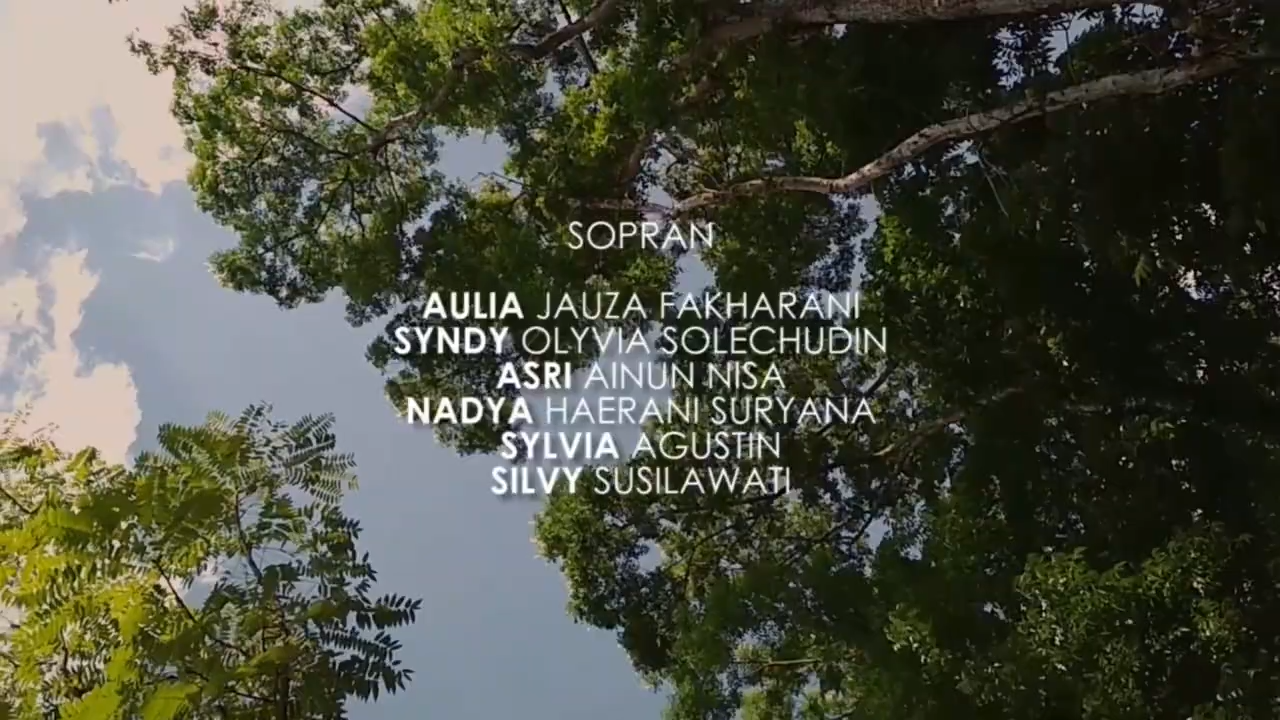 SOPRAN
AULIA JAUZA FAKHARANI
SYNDY OLYVIA SOLECHUDIN
ASRI AINUN NISA
NADYA HAERANI SURYANA
SYLVIA AGUSTIN
SILVY SUSILAWATI